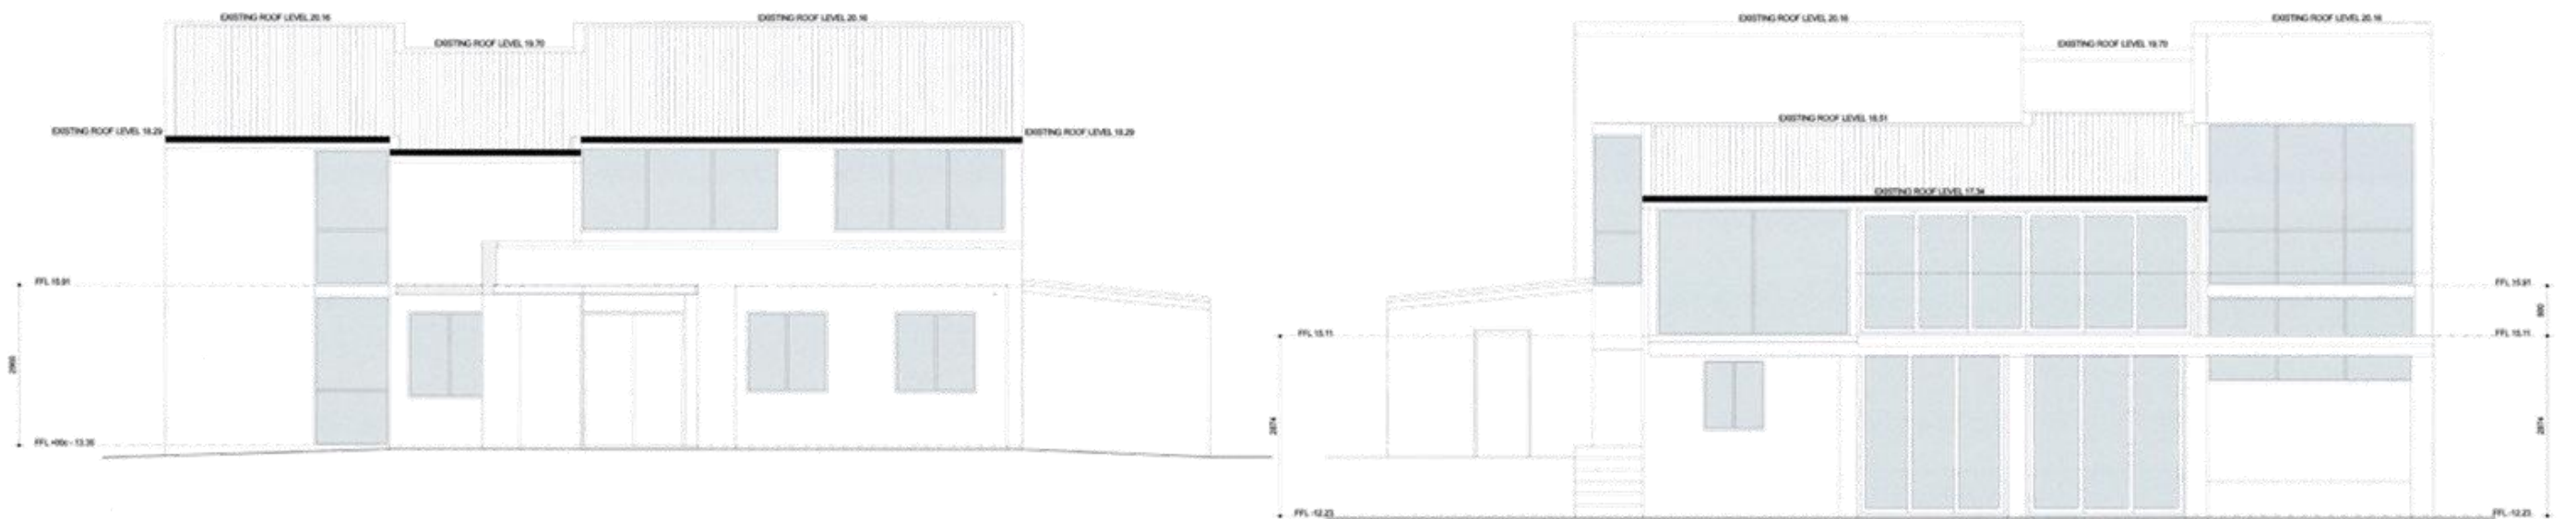 EXISTING ROOF LEVEL 20.16
EXISTING ROOF LEVEL 19.70
EXISTING ROOF LEVEL 20.16
EXISTING ROOF LEVEL 18.29
EXISTING ROOF LEVEL 18.29
FFL 15.91
FFL
13.35
EXISTING ROOF LEVEL 20.16
EXISTING ROOF LEVEL 19.70
EXISTING ROOF LEVEL 20.16
EXISTING ROOF LEVEL 18.51
EXISTING ROOF LEVEL 17.34
FFL 15.11
2874
FFL -12.23
FFL 15.91
800
FFL 15.11
2874
FFL -12.23